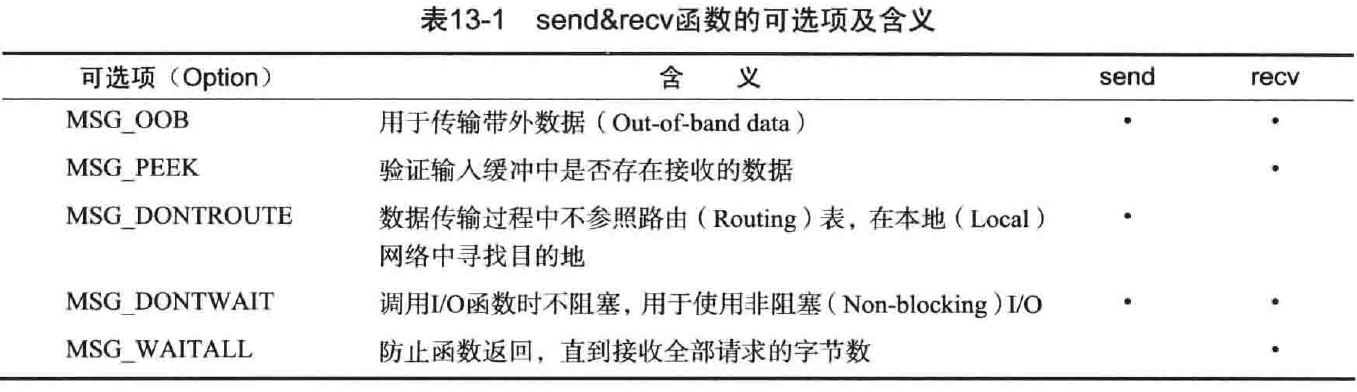 表13-1 send&recv函数的可选项及含义
可选项（Option） 含 义 send recv
MSG_OOB 用于传输带外数据（Out-of-band data） • •
MSG_PEEK 验证输入缓冲中是否存在接收的数据 •
MSG_DONTROUTE 数据传输过程中不参照路由（Routing）表，在本地（Local） •
网络中寻找目的地
MSG_DONTWAIT 调用I/O函数时不阻塞，用于使用非阻塞（Non-blocking）I/O • •
MSG_WAITALL 防止函数返回，直到接收全部请求的字节数 •